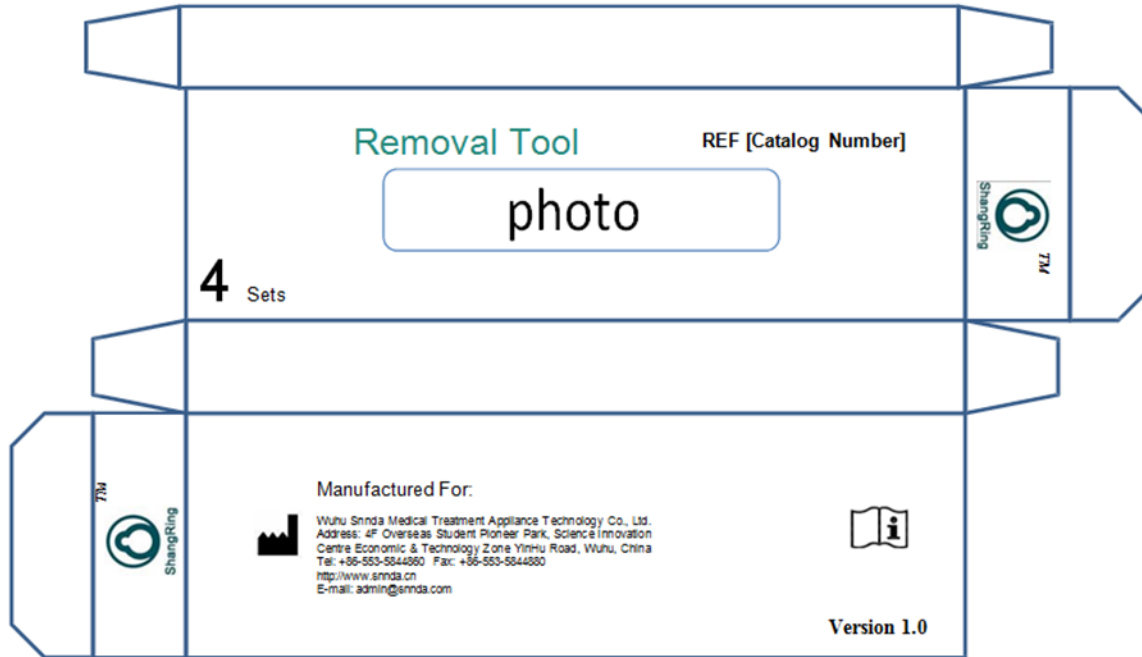 Removal Tool
REF [Catalog Number]
photo
4 Sets
ShangRing
TM
TM
ShangRing
Manufactured For:
Wuhu Snnda Medical Treatment Appliance Technology Co., Ltd.
Address: 4F Overseas Student Pioneer Park, Science Innovation
Centre Economic & Technology Zone YinHu Road, Wuhu, China
Tel: +86-553-5844860 Fax: +86-553-5844880
http://www.snnda.cn
E-mail: admin@snnda.com
i
Version 1.0